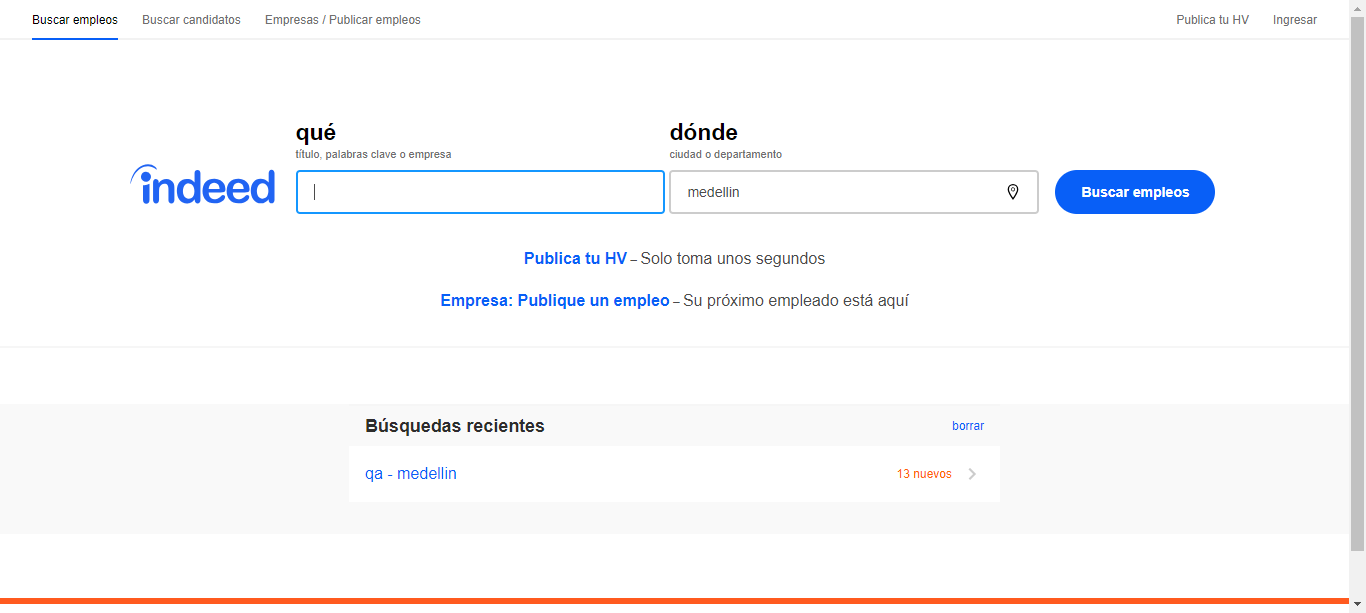 Buscar empleos Buscar candidatos Empresas / Publicar empleos Publica tu HV Ingresar
qué dónde
título, palabras clave o empresa ciudad o departamento
indeed medellin Buscar empleos
Publica tu HV – Solo toma unos segundos
Empresa: Publique un empleo – Su próximo empleado está aquí
Búsquedas recientes borrar
qa - medellin 13 nuevos